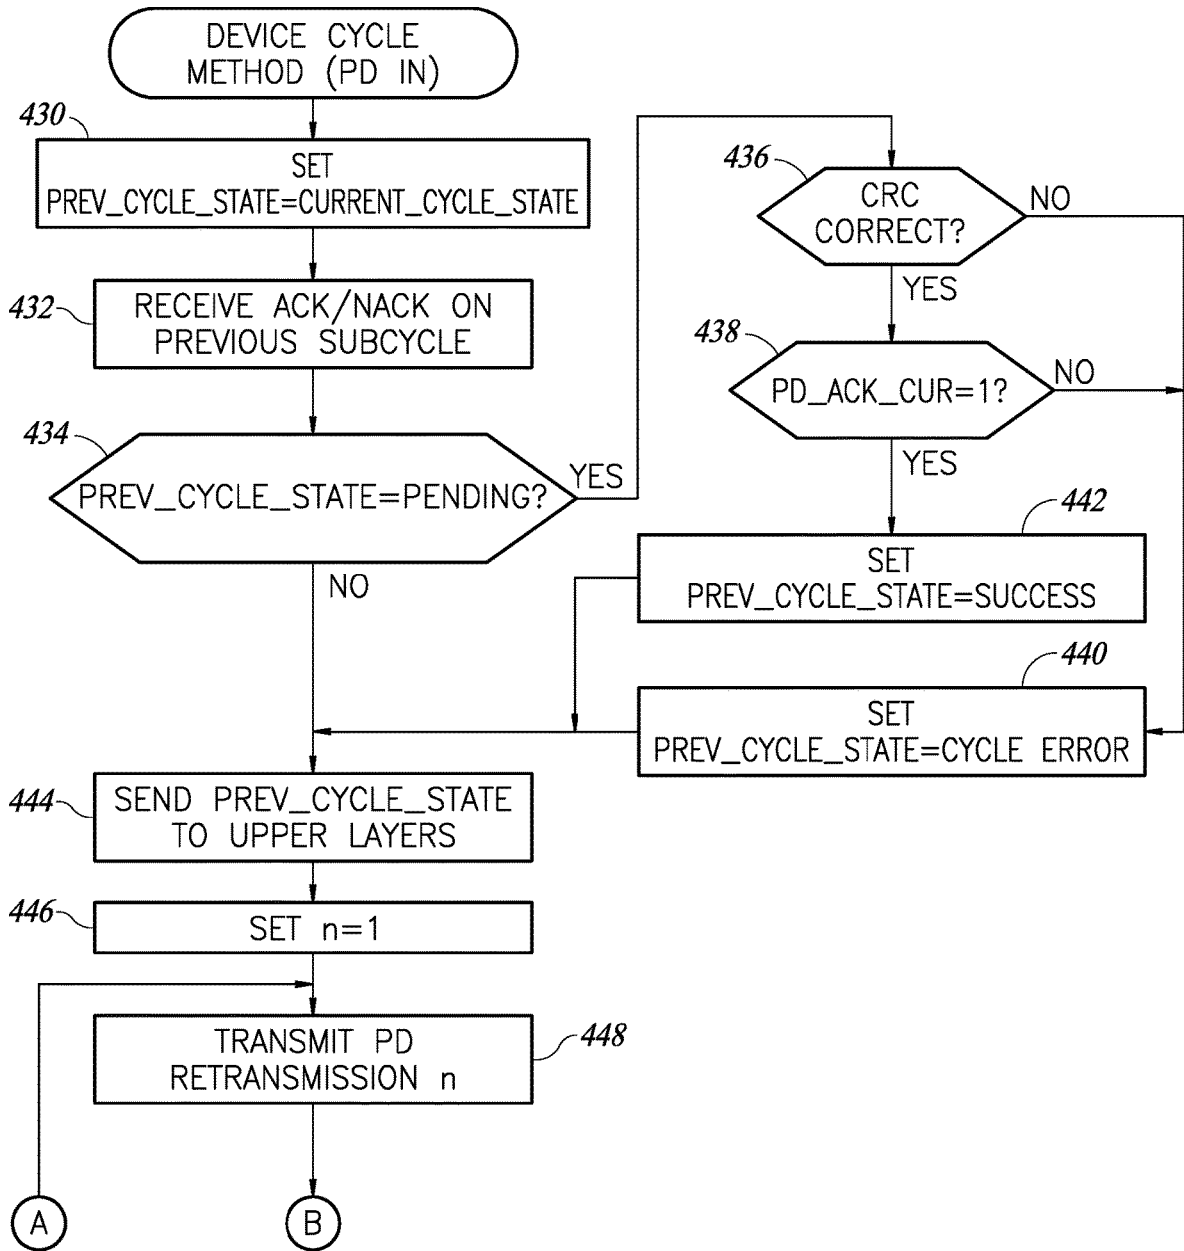 DEVICE CYCLE
METHOD (PD IN)
430
SET
PREV_CYCLE_STATE=CURRENT_CYCLE_STATE
432
RECEIVE ACK/NACK ON
PREVIOUS SUBCYCLE
434
PREV_CYCLE_STATE=PENDING?
YES
NO
436
CRC
CORRECT?
NO
YES
438
PD_ACK_CUR=1?
NO
YES
442
SET
PREV_CYCLE_STATE=SUCCESS
440
SET
PREV_CYCLE_STATE=CYCLE ERROR
444
SEND PREV_CYCLE_STATE
TO UPPER LAYERS
446
SET n=1
448
TRANSMIT PD
RETRANSMISSION n
A
B